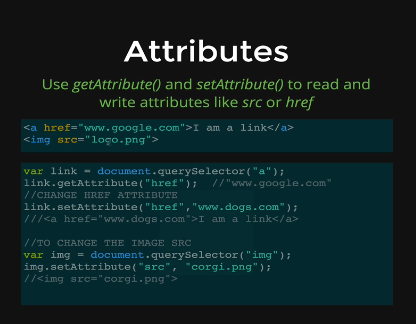 Attributes
Use getAttribute() and setAttribute() to read and
write attributes like src or href
<a href="www.google.com">I am a link</a>
<img src="logo.png">
var link = document.querySelector("a");
link.getAttribute("href");  //"www.google.com"
//CHANGE HREF ATTRIBUTE
link.setAttribute("href","www.dogs.com");
///<a href="www.dogs.com">I am a link</a>
//TO CHANGE THE IMAGE SRC
var img = document.querySelector("img");
img.setAttribute("src", "corgi.png");
//<img src="corgi.png">